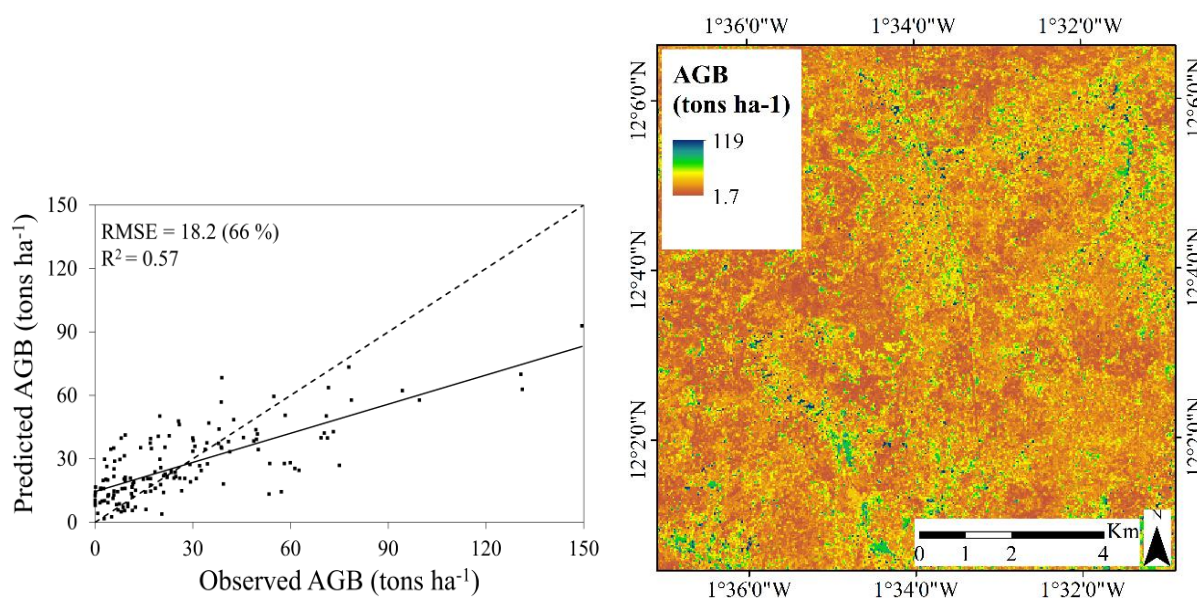 150
120
90
60
30
0
Predicted AGB (tons ha⁻¹)
RMSE = 18.2 (66 %)
R² = 0.57
0 30 60 90 120 150
Observed AGB (tons ha⁻¹)
1°36'0"W 1°34'0"W 1°32'0"W
12°6'0"N
12°4'0"N
12°2'0"N
AGB
(tons ha-1)
119
1.7
12°6'0"N
12°4'0"N
12°2'0"N
Km
0 1 2 4
N
1°36'0"W 1°34'0"W 1°32'0"W